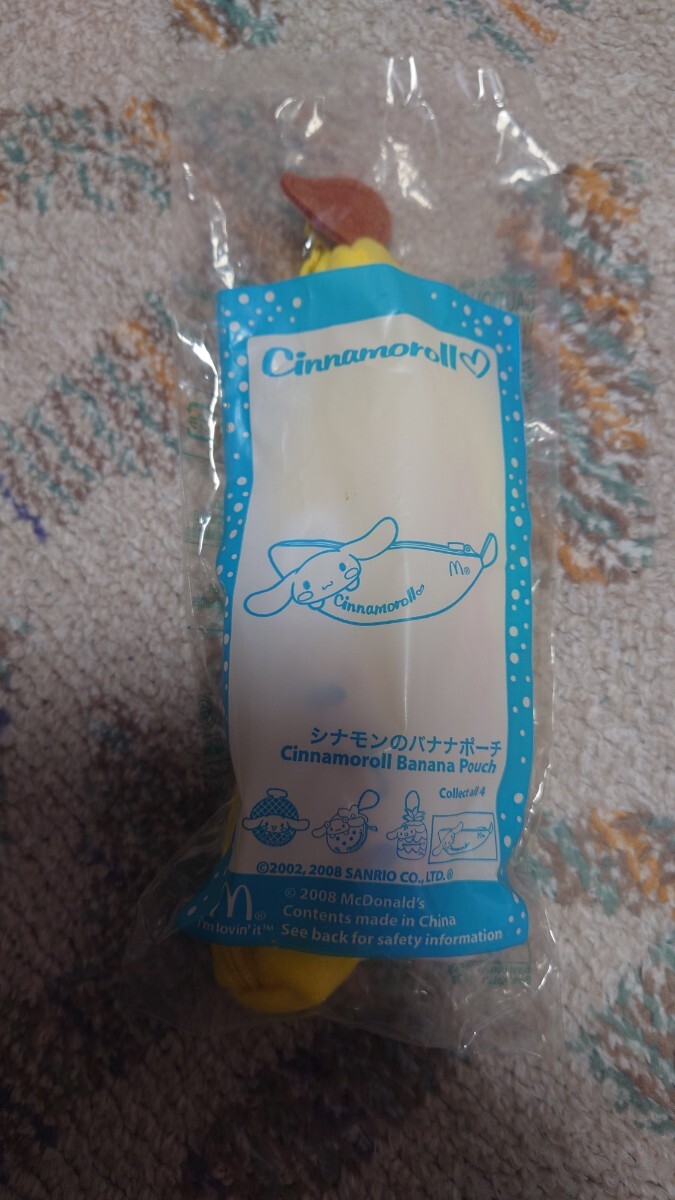 Cinnamoroll♡
Cinnamoroll♡
M®
シナモンのバナナポーチ
Cinnamoroll Banana Pouch
Collect all 4
©2002, 2008 SANRIO CO., LTD.®
M®
i'm lovin' it™
© 2008 McDonald's
Contents made in China
See back for safety information